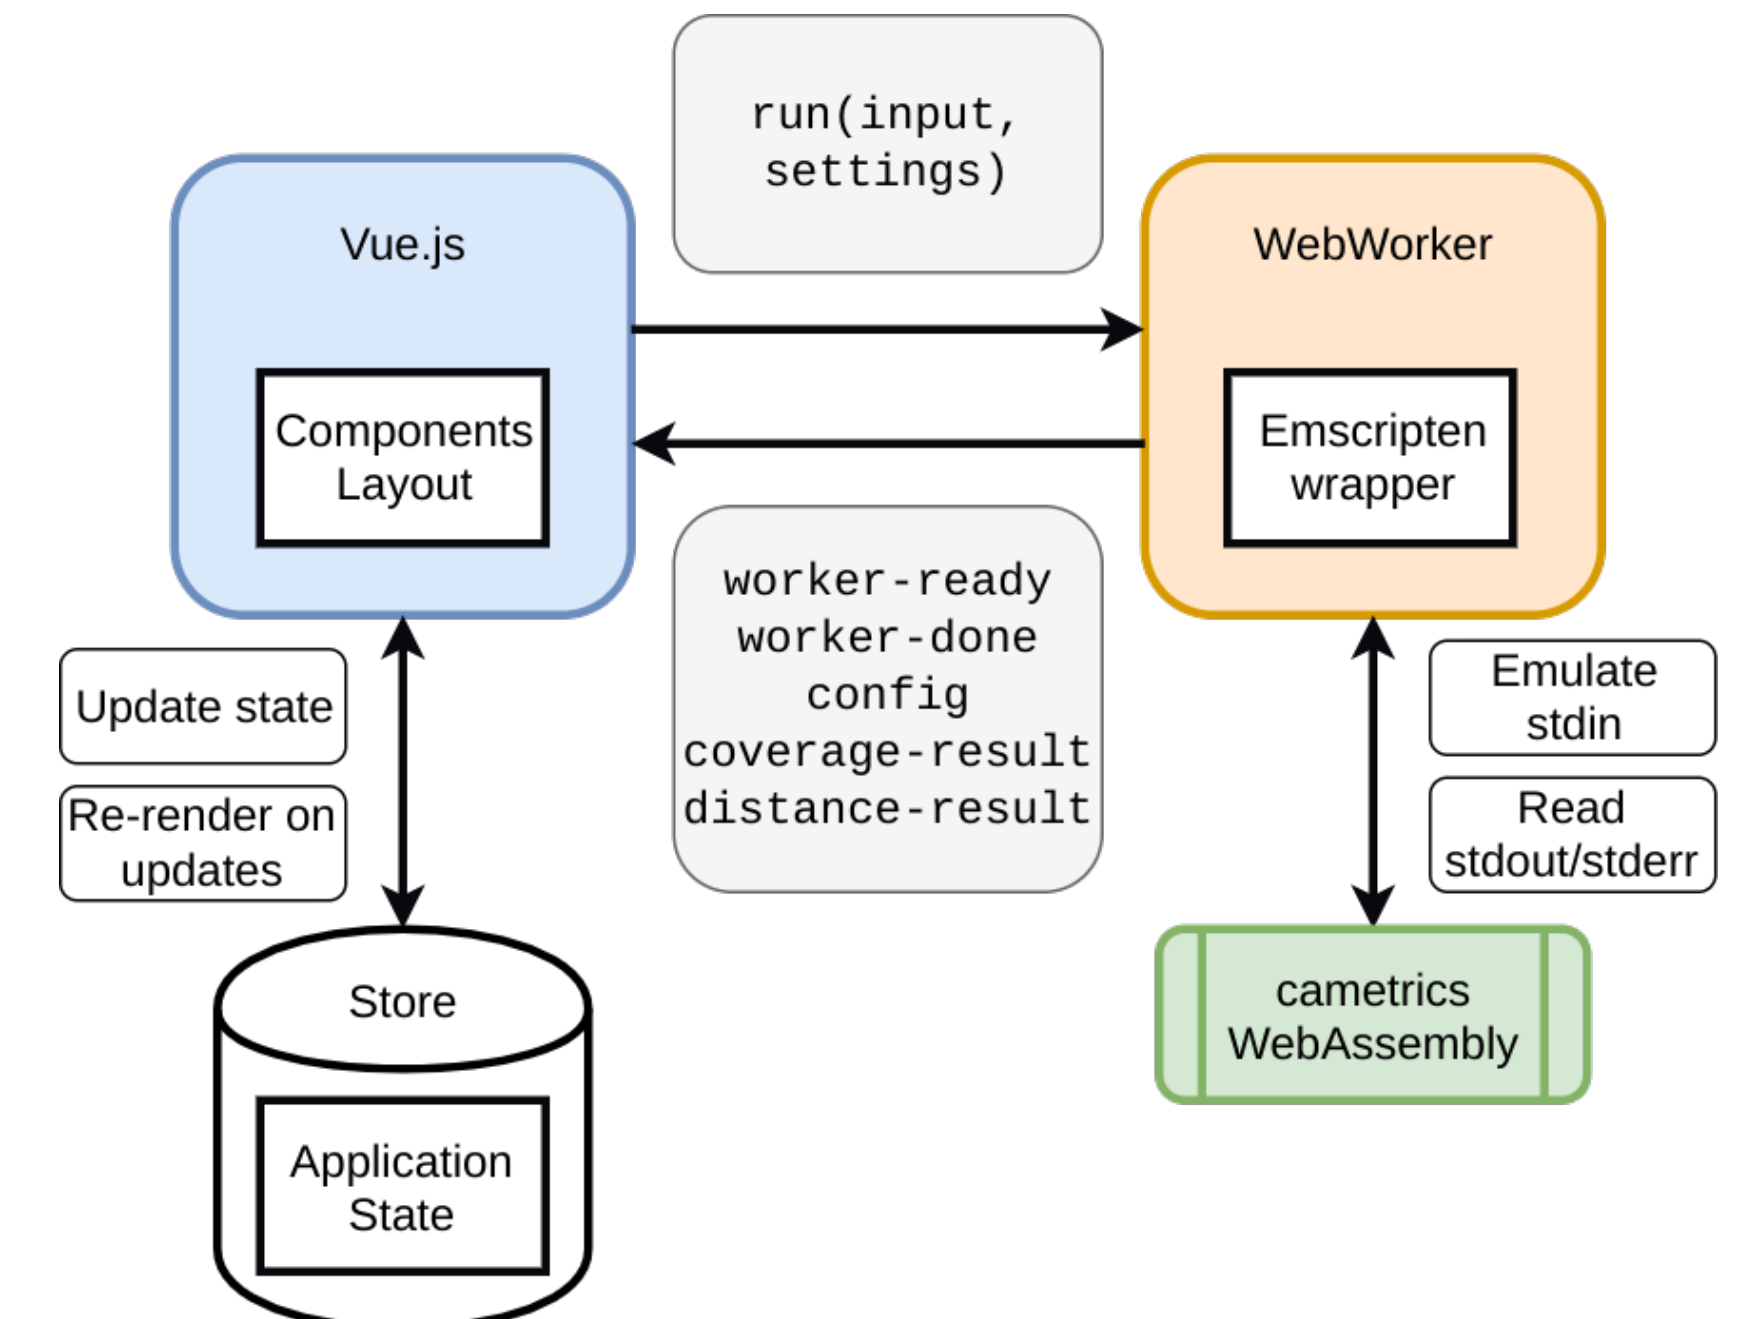 run(input,
settings)
Vue.js
WebWorker
Components
Layout
Emscripten
wrapper
worker-ready
worker-done
config
coverage-result
distance-result
Update state
Re-render on
updates
Emulate
stdin
Read
stdout/stderr
Store
cametrics
WebAssembly
Application
State